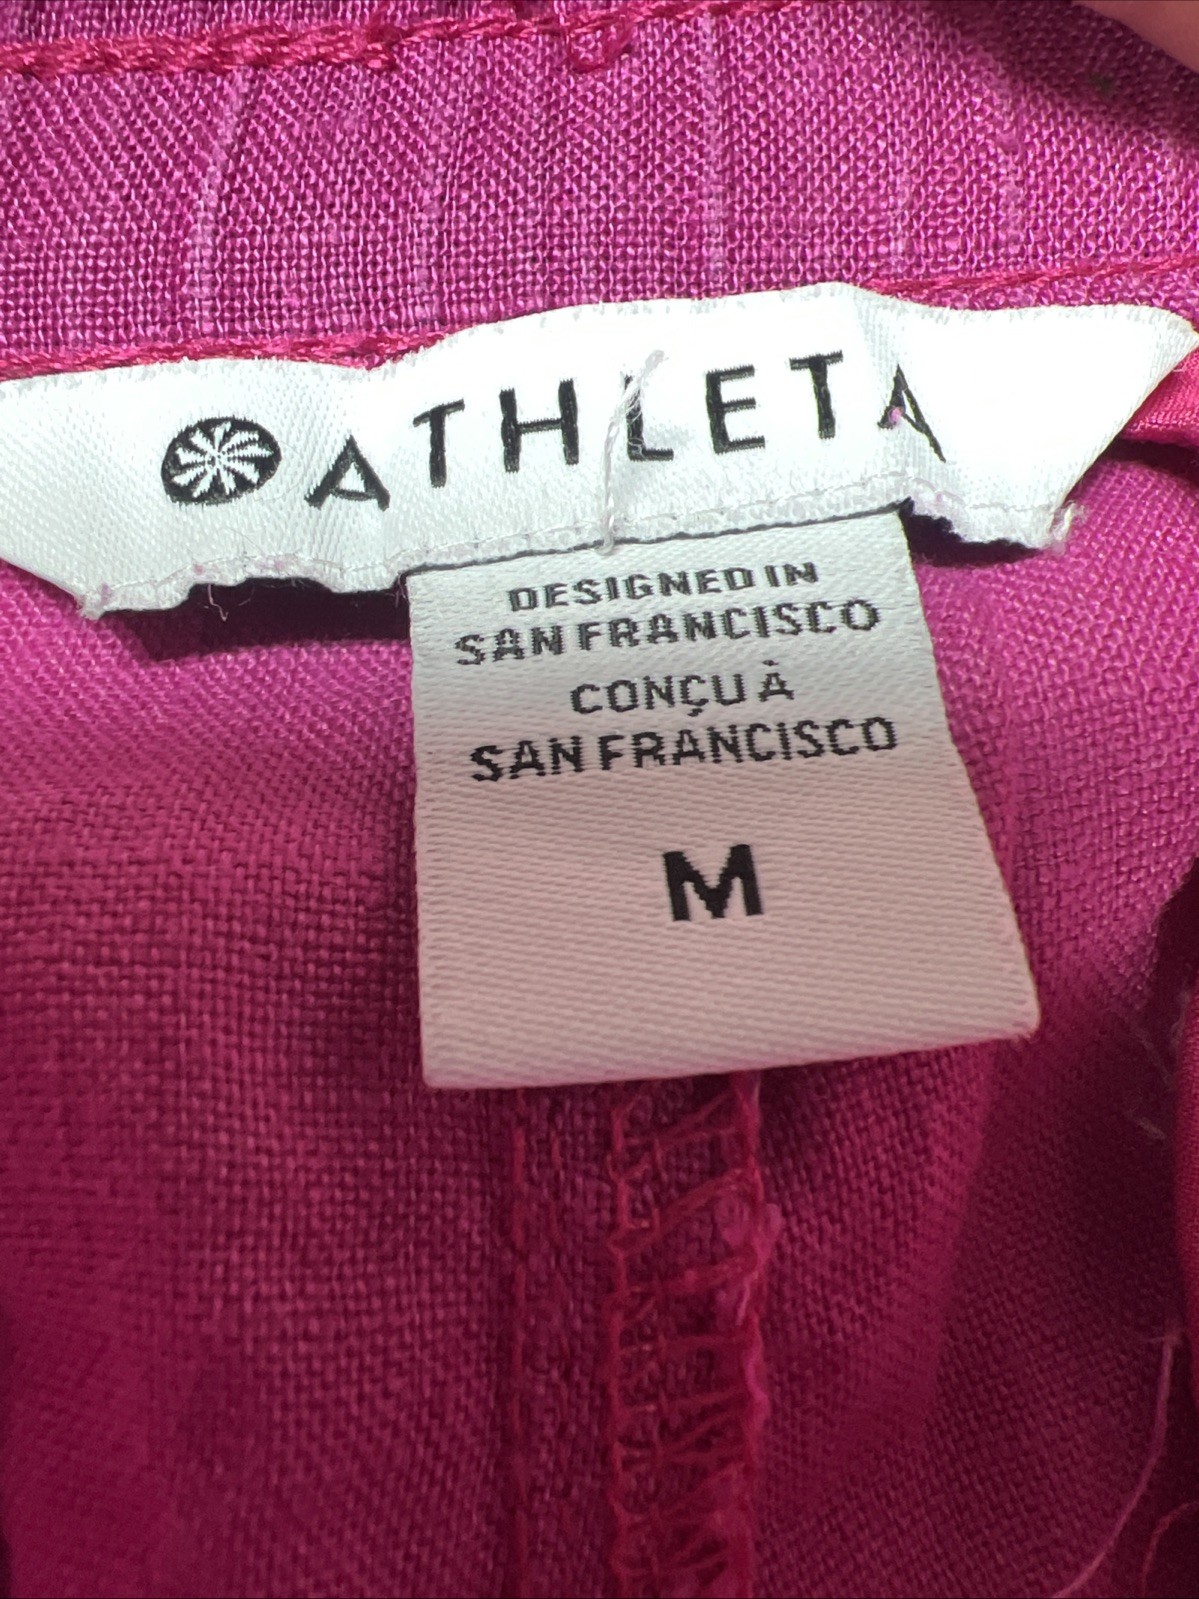 ATHLETA
DESIGNED IN
SAN FRANCISCO
CONÇU À
SAN FRANCISCO
M